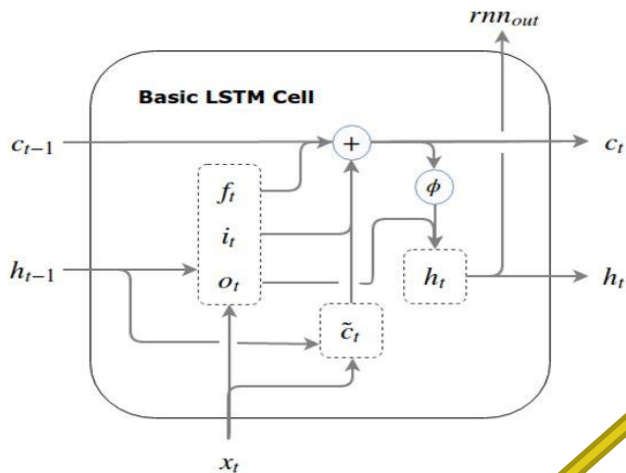 rnn_out
Basic LSTM Cell
c_{t−1} + c_t
f_t ϕ
i_t
h_{t−1} o_t h_t h_t
c̃_t
x_t